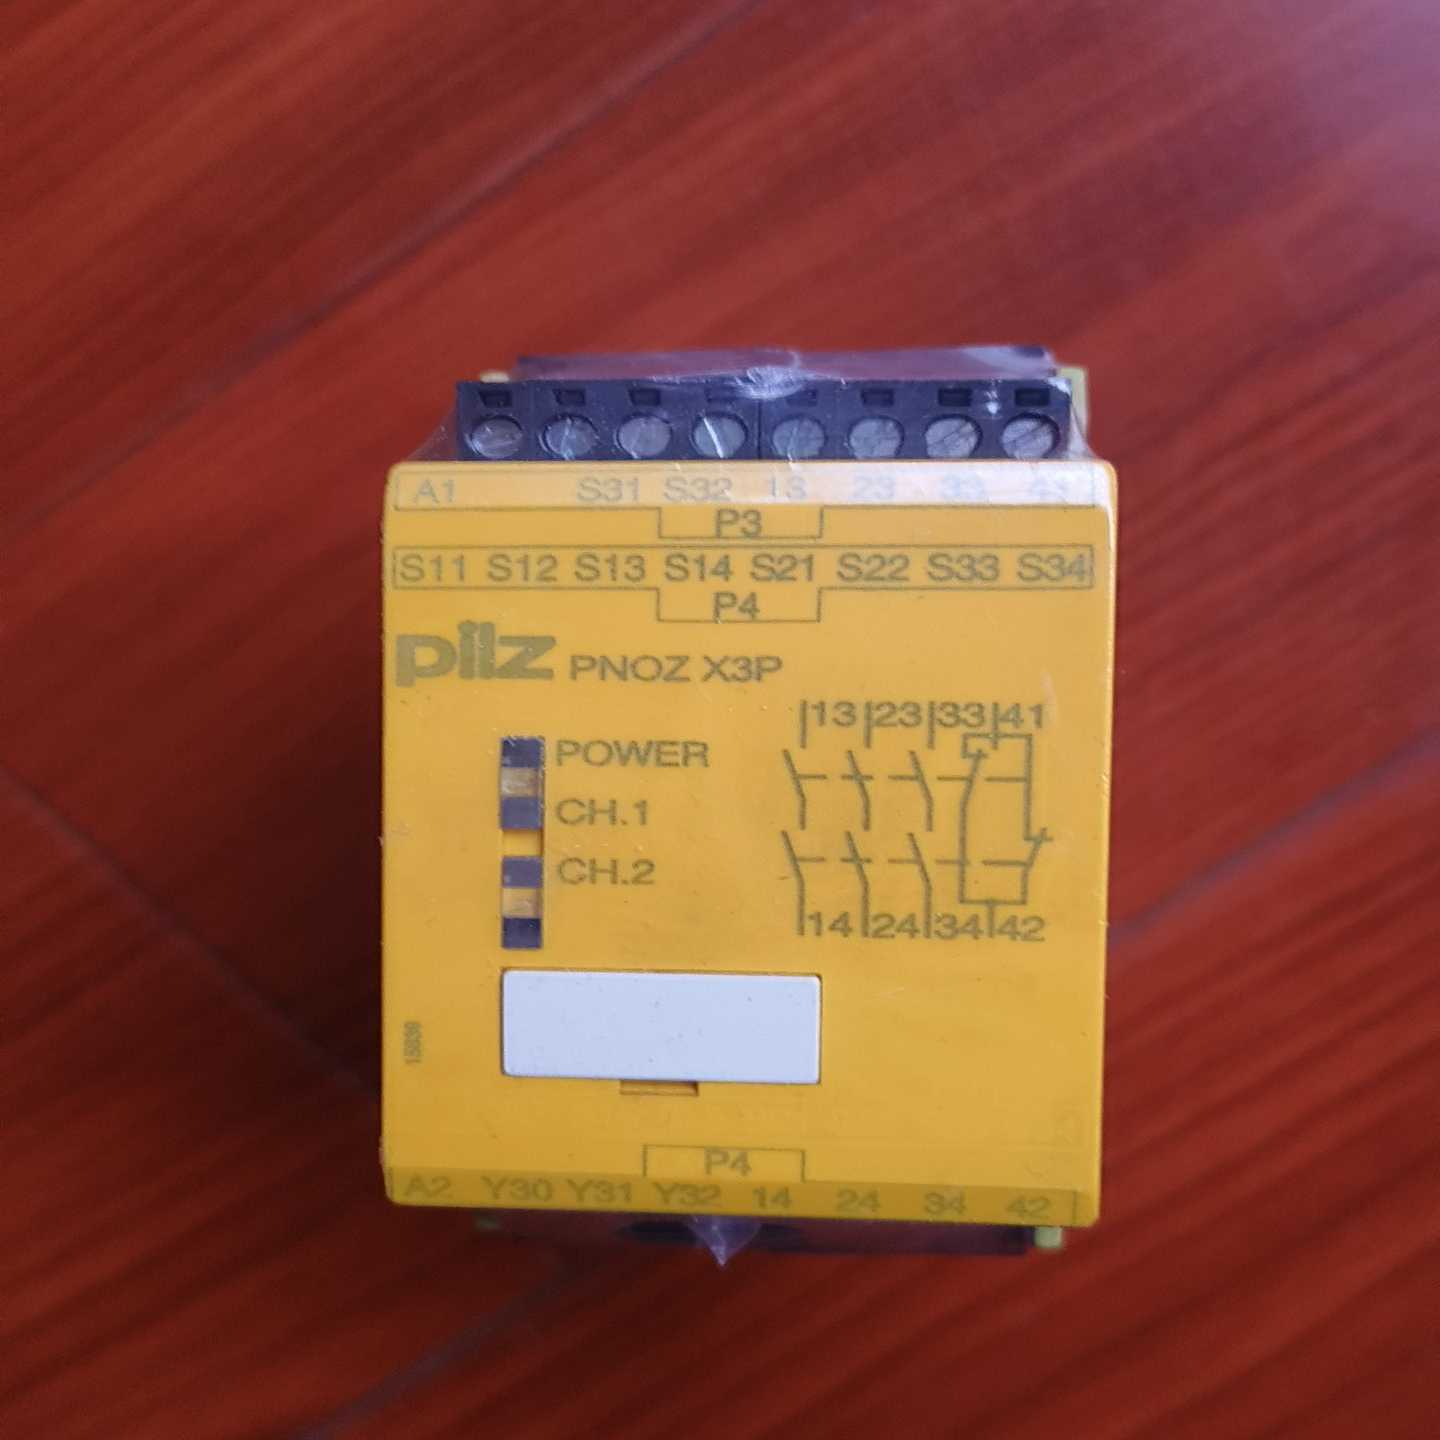 A1 S31 S32 13 23 33 41
P3
S11 S12 S13 S14 S21 S22 S33 S34
P4
pilz PNOZ X3P
13 23 33 41
POWER
CH.1
CH.2
14 24 34 42
P4
A2 Y30 Y31 Y32 14 24 34 42